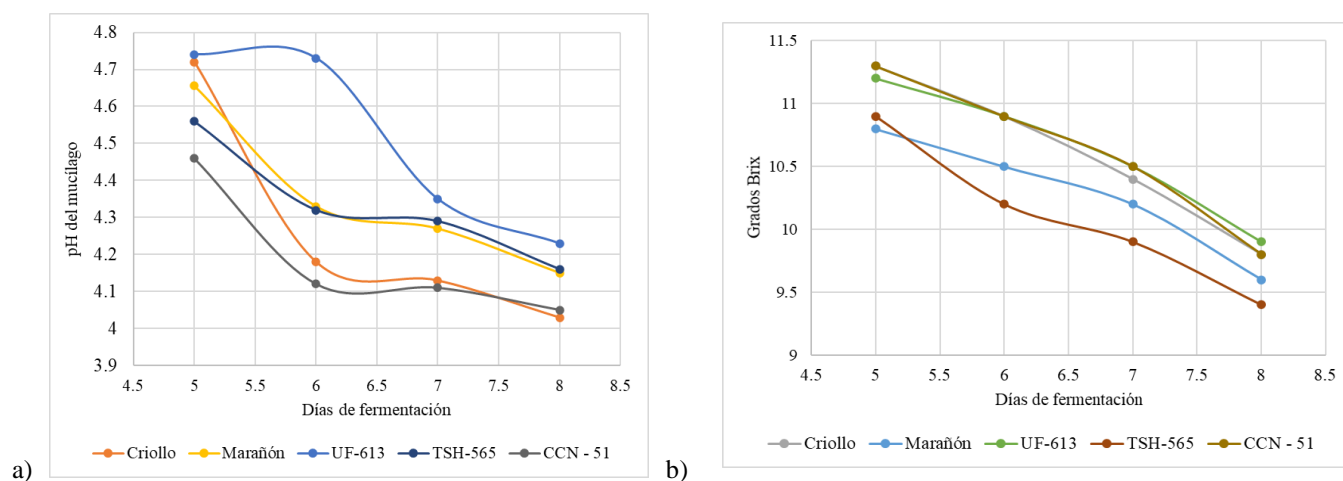 a)
pH del mucílago
4.8
4.7
4.6
4.5
4.4
4.3
4.2
4.1
4
3.9
4.5 5 5.5 6 6.5 7 7.5 8 8.5
Días de fermentación
Criollo Marañón UF-613 TSH-565 CCN - 51
b)
Grados Brix
11.5
11
10.5
10
9.5
9
4.5 5 5.5 6 6.5 7 7.5 8 8.5
Días de fermentación
Criollo Marañón UF-613 TSH-565 CCN - 51